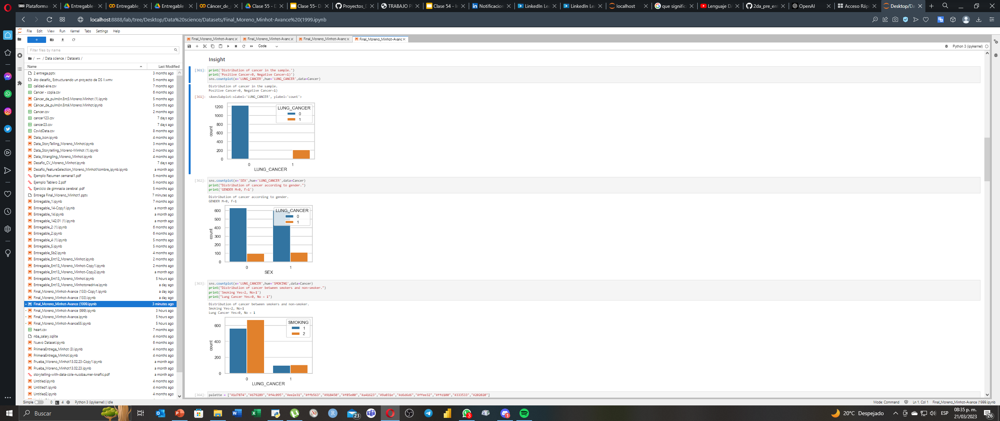 Plataforma
Entregable
Entregable_
Entregable
Cáncer_de_p
Clase 55 - D
Clase 55- Da
Proyectos_D
TRABAJO P
Clase 54 - In
Notificacion
LinkedIn Lea
LinkedIn Lea
localhost
que signific
Lenguaje DA
2da_pre_ent
OpenAI
Acceso Ráp
Desktop/Da
localhost:8888/lab/tree/Desktop/Data%20science/Datasets/Final_Moreno_Minhot-Avance%20(1999.ipynb
File Edit View Run Kernel Tabs Settings Help
Final_Moreno_Minhot-Avanc
Final_Moreno_Minhot-Avanc
Final_Moreno_Minhot-Avanc
Final_Moreno_Minhot-Avanc
Code
Python 3 (ipykernel)
Filter files by name
/ ··· / Data science / Datasets /
Name Last Modified
2 entrega.pptx 3 months ago
4to desafío_ Estructurando un proyecto de DS II.wmv 5 months ago
calidad-aire.csv 7 months ago
Cancer - copia.csv 6 months ago
Cáncer_de_pulmón.Ent3.Moreno.Minhot (1).ipynb 5 months ago
Cáncer_de_pulmón.Ent4.Moreno.Minhot.ipynb 5 months ago
Cancer.csv 2 months ago
cancer123.csv 7 days ago
cancer23.csv 7 days ago
CovidData.csv 8 months ago
Data_Json.ipynb 4 months ago
Data_StoryTelling_Moreno_Minhot.ipynb 3 months ago
Data_Storytelling_Moreno-Minhot (1).ipynb 2 months ago
Data_Wrangling_Moreno_Minhot.ipynb 4 months ago
Desafio_CV_Moreno_Minhot.ipynb 7 days ago
Desafio_FeatureSelection_Moreno_MinhotNombre_ipynb.ipynb a month ago
Ejemplo Resumen semanal1.pdf 5 months ago
Ejemplo Tablero 2.pdf 5 months ago
Ejercicio de gimnasia cerebral .pdf 5 months ago
Entrega Final_Moreno_Minhot1.pptx 7 minutes ago
Entregable_1.ipynb 7 months ago
Entregable_14-Copy1.ipynb a month ago
Entregable_14.ipynb a month ago
Entregable_142.01 (1).ipynb a month ago
Entregable_2 (1).ipynb 6 months ago
Entregable_2.ipynb 6 months ago
Entregable_4 (1).ipynb 5 months ago
Entregable_5.ipynb 5 months ago
Entregable_5b2.ipynb 4 months ago
Entregable_Ent12_Moreno_Minhot.ipynb 2 months ago
Entregable_Ent13_Moreno_Minhot-Copy1.ipynb 2 months ago
Entregable_Ent13_Moreno_Minhot-Copy2.ipynb a month ago
Entregable_Ent13_Moreno_Minhot.ipynb 5 hours ago
Entregable_Ent13_Moreno_Minhotonedrive.ipynb a day ago
Final_Moreno_Minhot-Avance (133)-Copy1.ipynb a day ago
Final_Moreno_Minhot-Avance (133).ipynb a day ago
Final_Moreno_Minhot-Avance (1999.ipynb 3 minutes ago
Final_Moreno_Minhot-Avance (999).ipynb 3 hours ago
Final_Moreno_Minhot-Avance.ipynb 5 hours ago
Final_Moreno_Minhot-Avance55.ipynb 5 hours ago
heart.csv 7 months ago
nba_salary.sqlite 4 months ago
Nuevo Dataset.ipynb 6 months ago
PrimeraEntrega_Minhot (3).ipynb 4 months ago
PrimeraEntrega_Minhot.ipynb 4 months ago
Prueba_Moreno_Minhot13.02.23-Copy1.ipynb a month ago
Prueba_Moreno_Minhot13.02.23.ipynb a month ago
storytelling-with-data-cole-nussbaumer-knaflic.pdf a month ago
Untitled.ipynb 4 months ago
Untitled1.ipynb 4 months ago
Untitled2.ipynb 4 months ago
Insight
[361]: print('Distribution of cancer in the sample.')
print('Positive Cancer=0, Negative Cancer=1)')
sns.countplot(x='LUNG_CANCER',hue='LUNG_CANCER',data=Cancer)
Distribution of cancer in the sample.
Positive Cancer=0, Negative Cancer=1)
[361]: <AxesSubplot:xlabel='LUNG_CANCER', ylabel='count'>
LUNG_CANCER
0
1
1200
1000
800
600
400
200
0
count
0 1
LUNG_CANCER
[362]: sns.countplot(x='SEX',hue='LUNG_CANCER',data=Cancer)
print("Distribution of cancer according to gender.")
print('GENDER M=0, F=1')
Distribution of cancer according to gender.
GENDER M=0, F=1
LUNG_CANCER
0
1
600
500
400
300
200
100
0
count
0 1
SEX
[363]: sns.countplot(x='LUNG_CANCER',hue='SMOKING',data=Cancer)
print("Distribution of cancer between smokers and non-smoker.")
print('Smoking Yes=2, No=1')
print("Lung Cancer Yes=0, No = 1")
Distribution of cancer between smokers and non-smoker.
Smoking Yes=2, No=1
Lung Cancer Yes=0, No = 1
SMOKING
1
2
600
400
200
0
count
0 1
LUNG_CANCER
[364]: palette = ["#1d7874","#679289","#f4c095","#ee2e31","#ffb563","#918450","#f85e00","#a41623","#9a031e","#d6d6d6","#ffee32","#ffd100","#333533","#202020"]
Simple 0 4 Python 3 (ipykernel) | Idle
Mode: Command Ln 1, Col 1 Final_Moreno_Minhot-Avance (1999.ipynb
Buscar
23
3
1
20°C Despejado
ESP
08:35 p. m.
21/03/2023
26